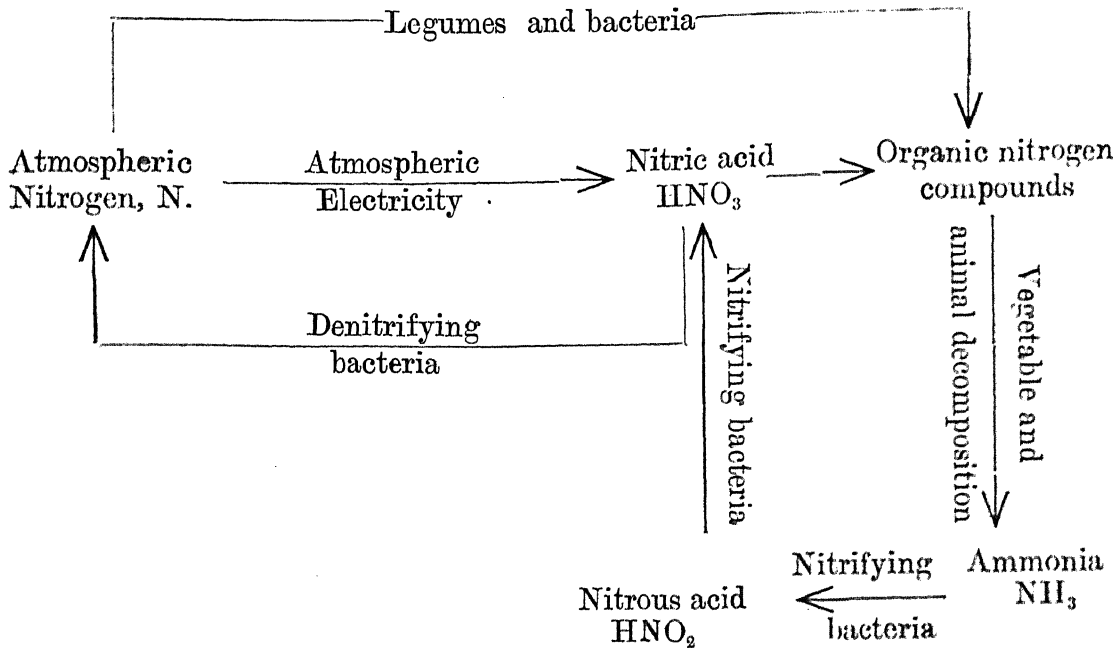 Legumes and bacteria
Atmospheric
Nitrogen, N.
Atmospheric
Electricity
Nitric acid
HNO₃
Organic nitrogen
compounds
Denitrifying
bacteria
Nitrifying bacteria
Vegetable and
animal decomposition
Nitrous acid
HNO₂
Nitrifying
bacteria
Ammonia
NH₃